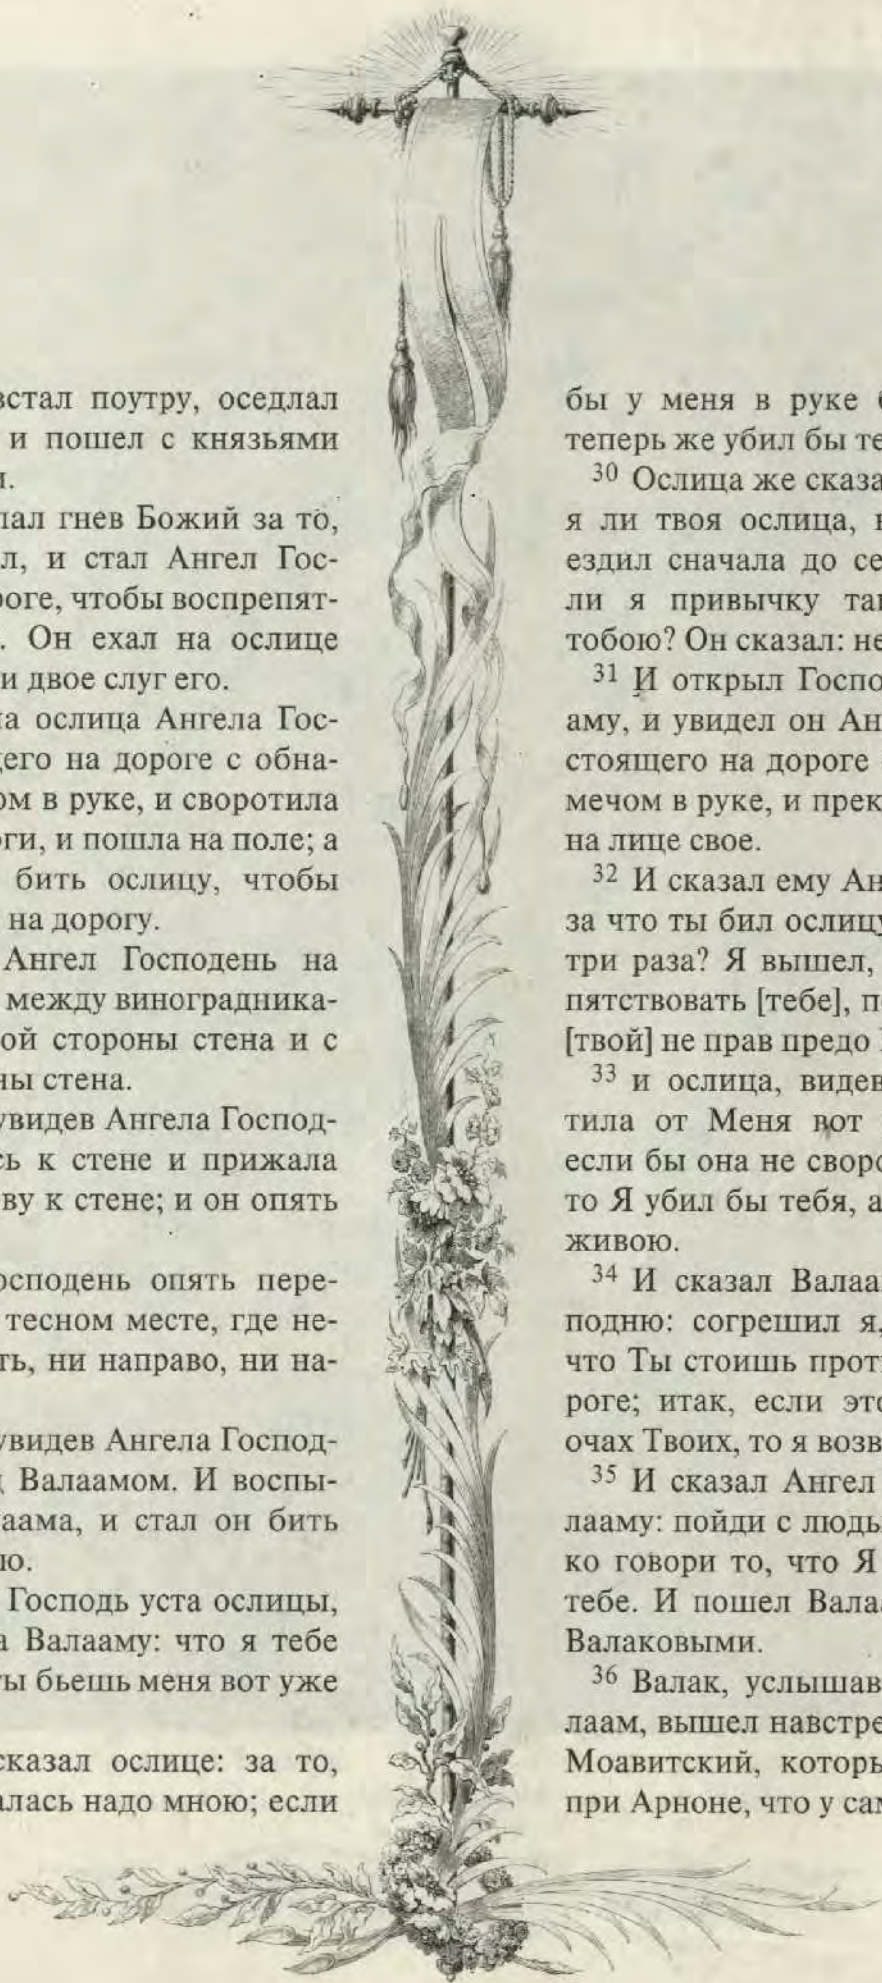 встал поутру, оседлал
и пошел с князьями
и.
пал гнев Божий за то,
л, и стал Ангел Гос-
роге, чтобы воспрепят-
. Он ехал на ослице
и двое слуг его.
ла ослица Ангела Гос-
щего на дороге с обна-
ом в руке, и своротила
оги, и пошла на поле; а
бить ослицу, чтобы
на дорогу.
Ангел Господень на
между виноградника-
ной стороны стена и с
ны стена.
увидев Ангела Господ-
сь к стене и прижала
ву к стене; и он опять
осподень опять пере-
тесном месте, где не-
ть, ни направо, ни на-
увидев Ангела Господ-
д Валаамом. И воспы-
лаама, и стал он бить
ю.
Господь уста ослицы,
а Валааму: что я тебе
ты бьешь меня вот уже
сказал ослице: за то,
алась надо мною; если
бы у меня в руке
теперь же убил бы те
30 Ослица же сказа
я ли твоя ослица,
ездил сначала до се
ли я привычку та
тобою? Он сказал: не
31 И открыл Госпо
аму, и увидел он Ан
стоящего на дороге
мечом в руке, и прек
на лице свое.
32 И сказал ему Ан
за что ты бил ослицу
три раза? Я вышел,
пятствовать [тебе], п
[твой] не прав предо
33 и ослица, видев
тила от Меня вот
если бы она не сворo
то Я убил бы тебя, а
живою.
34 И сказал Валаа
подню: согрешил я,
что Ты стоишь прот
роге; итак, если это
очах Твоих, то я возв
35 И сказал Ангел
лааму: пойди с людь
ко говори то, что Я
тебе. И пошел Вала
Валаковыми.
36 Валак, услышав
лаам, вышел навстре
Моавитский, которы
при Арноне, что у са